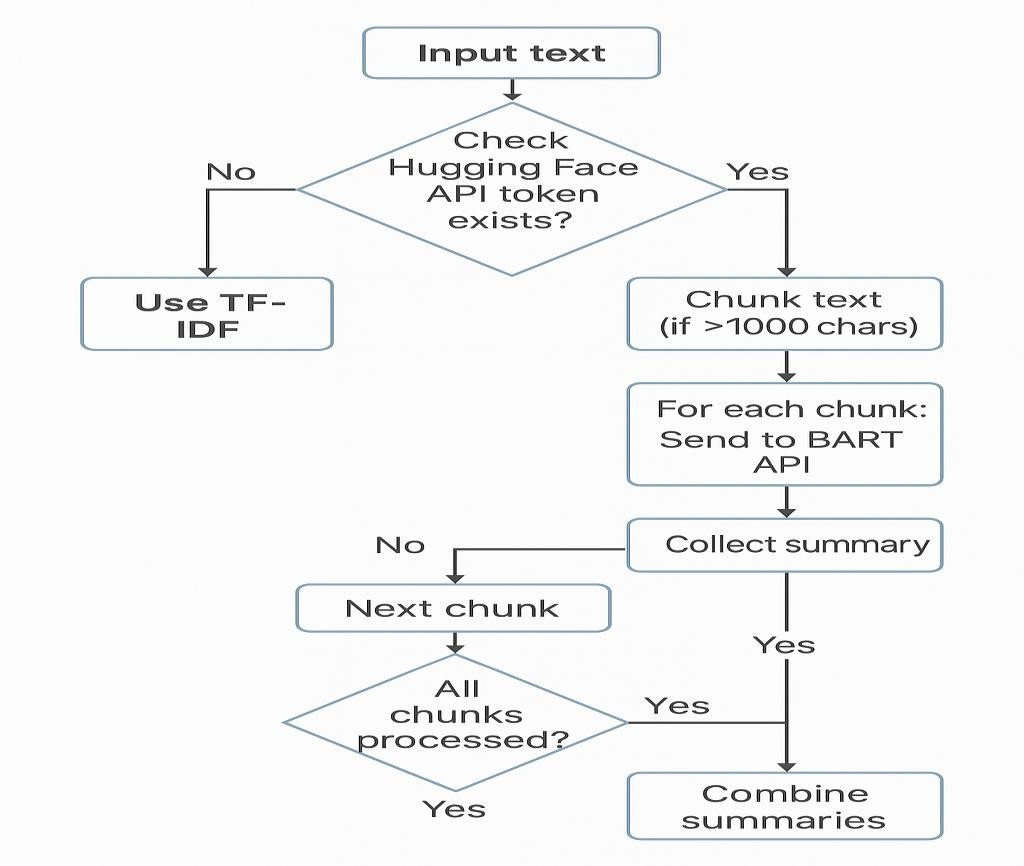 Input text
Check
Hugging Face
API token
exists?
No
Yes
Use TF-
IDF
Chunk text
(if >1000 chars)
For each chunk:
Send to BART
API
Collect summary
No
Next chunk
Yes
All
chunks
processed?
Yes
Yes
Combine
summaries